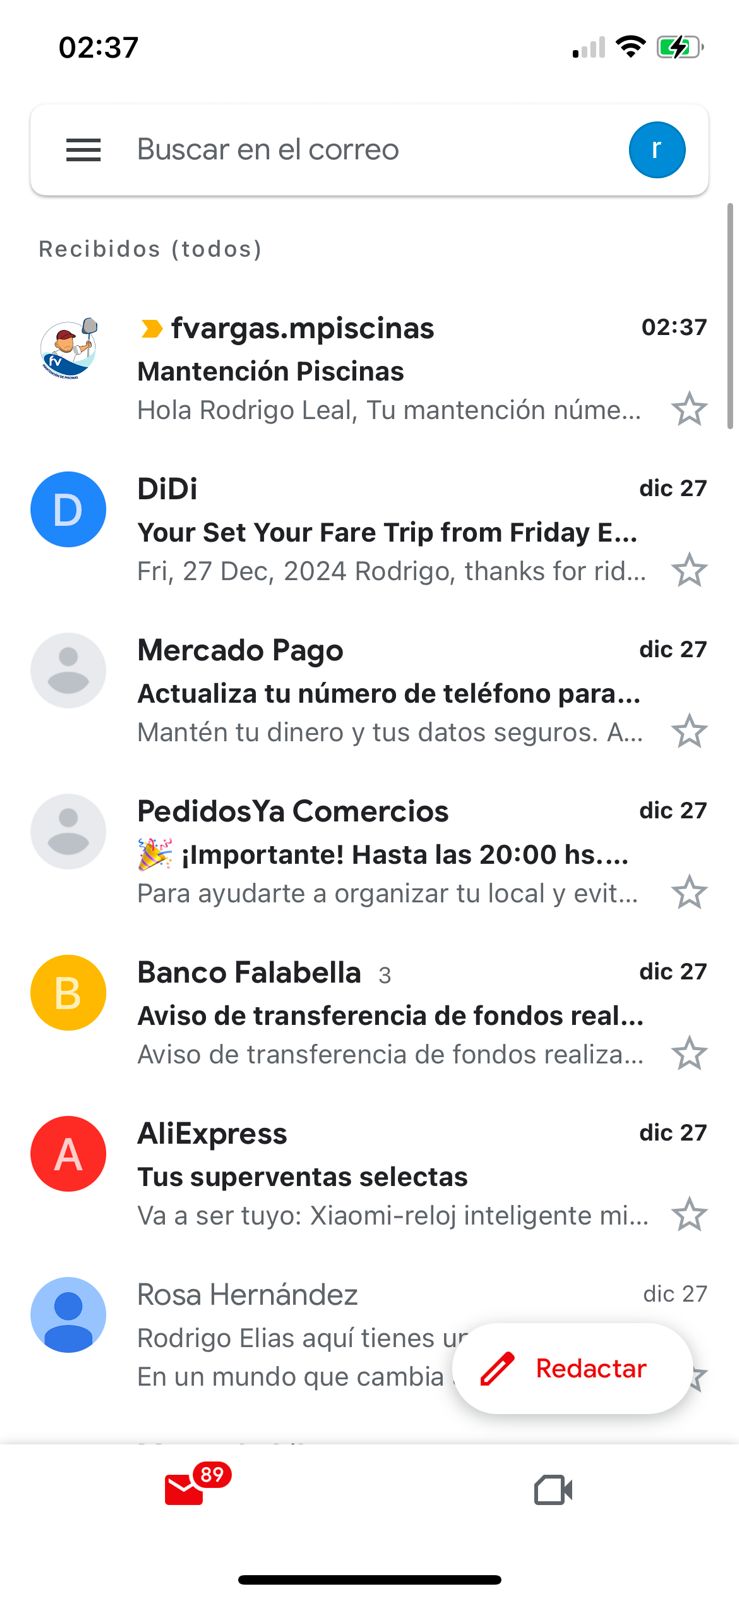 02:37
Buscar en el correo
r
Recibidos (todos)
fvargas.mpiscinas 02:37
Mantención Piscinas
Hola Rodrigo Leal, Tu mantención núme...
D
DiDi dic 27
Your Set Your Fare Trip from Friday E...
Fri, 27 Dec, 2024 Rodrigo, thanks for rid...
Mercado Pago dic 27
Actualiza tu número de teléfono para...
Mantén tu dinero y tus datos seguros. A...
PedidosYa Comercios dic 27
🎉 ¡Importante! Hasta las 20:00 hs....
Para ayudarte a organizar tu local y evit...
B
Banco Falabella 3 dic 27
Aviso de transferencia de fondos real...
Aviso de transferencia de fondos realiza...
A
AliExpress dic 27
Tus superventas selectas
Va a ser tuyo: Xiaomi-reloj inteligente mi...
Rosa Hernández dic 27
Rodrigo Elias aquí tienes
En un mundo que cambia
Redactar
89